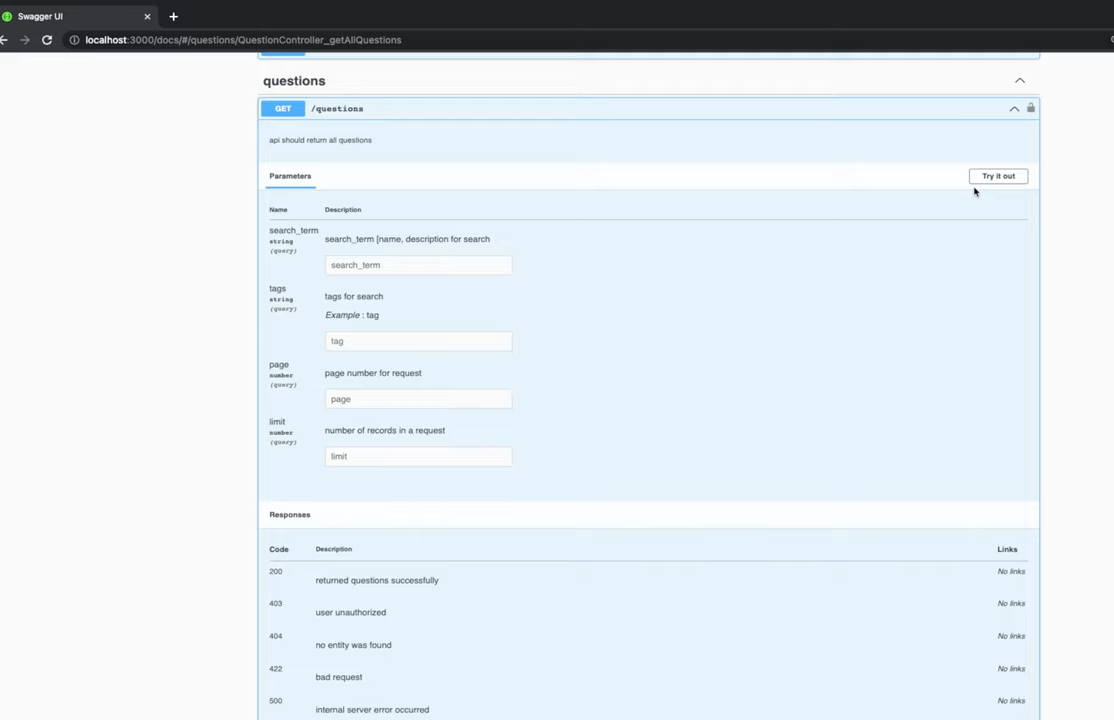 Swagger UI
localhost:3000/docs/#/questions/QuestionController_getAllQuestions
questions
GET /questions
api should return all questions
Parameters
Try it out
Name Description
search_term
string
(query)
search_term [name, description for search
search_term
tags
string
(query)
tags for search
Example : tag
tag
page
number
(query)
page number for request
page
limit
number
(query)
number of records in a request
limit
Responses
Code Description Links
200 returned questions successfully No links
403 user unauthorized No links
404 no entity was found No links
422 bad request No links
500 internal server error occurred No links